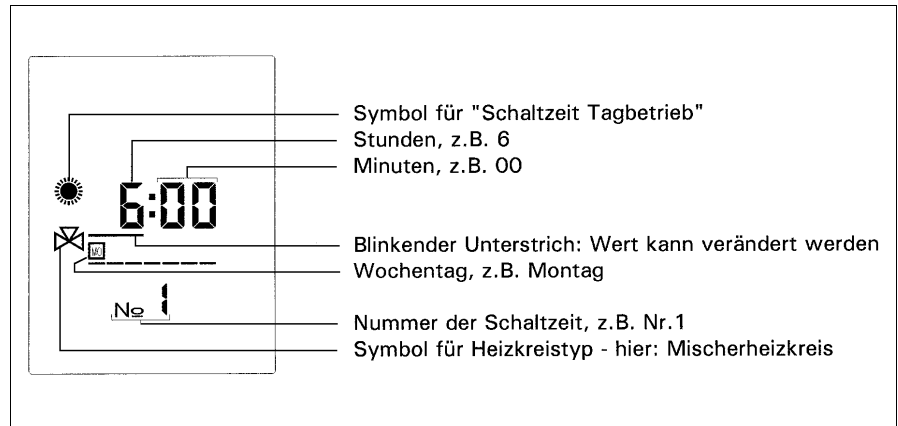 Symbol für "Schaltzeit Tagbetrieb"
Stunden, z.B. 6
Minuten, z.B. 00
6:00
Blinkender Unterstrich: Wert kann verändert werden
MO
Wochentag, z.B. Montag
No 1
Nummer der Schaltzeit, z.B. Nr.1
Symbol für Heizkreistyp - hier: Mischerheizkreis